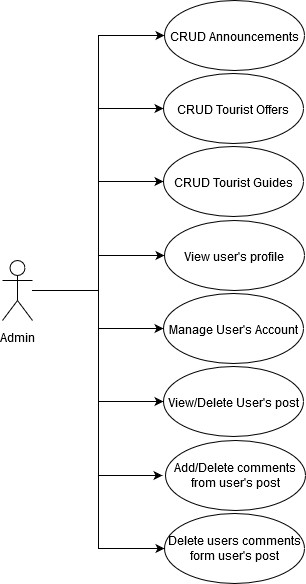 CRUD Announcements
CRUD Tourist Offers
CRUD Tourist Guides
View user's profile
Admin
Manage User's Account
View/Delete User's post
Add/Delete comments
from user's post
Delete users comments
form user's post